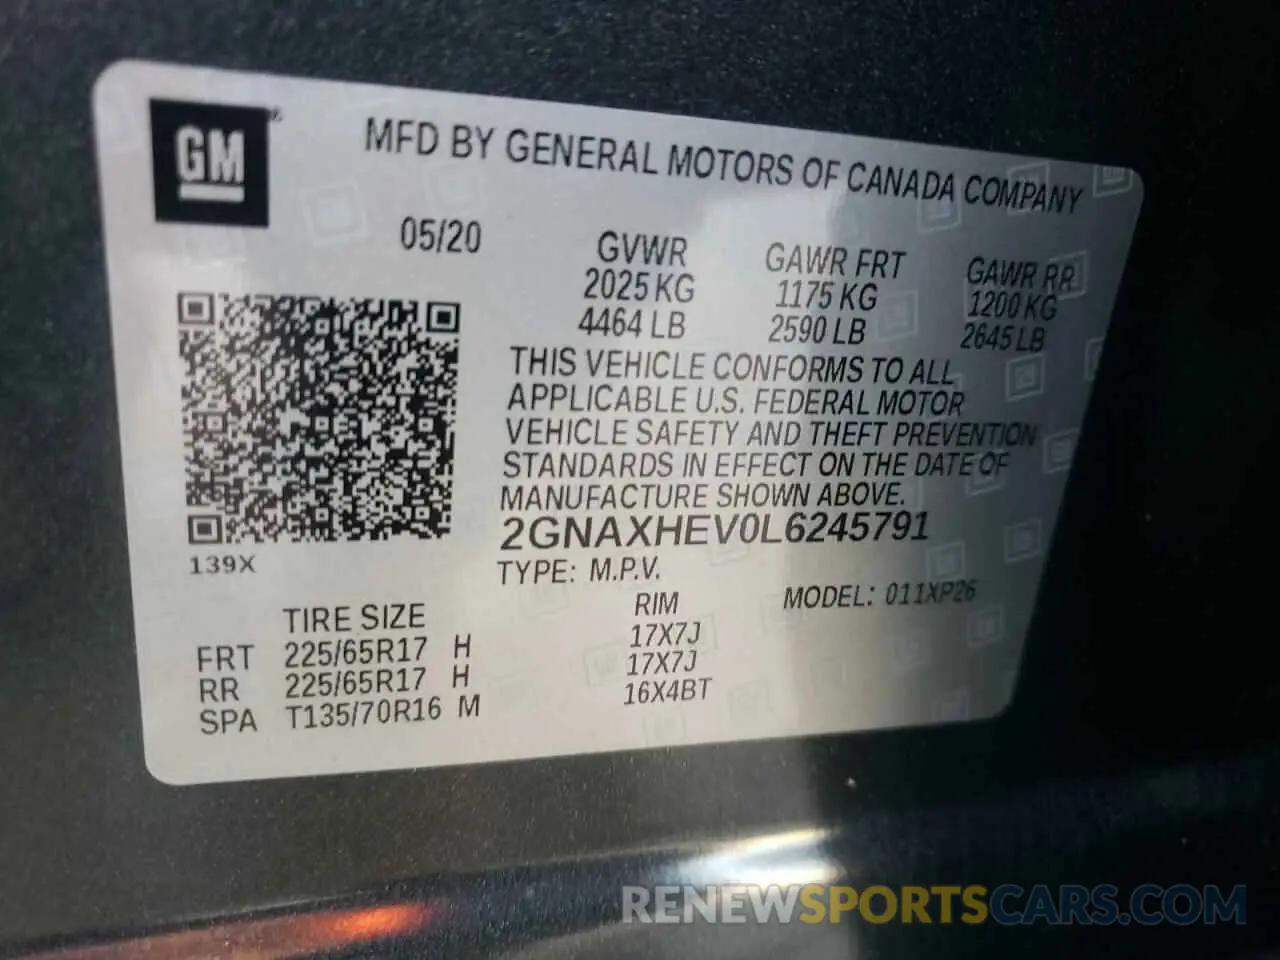 GM
MFD BY GENERAL MOTORS OF CANADA COMPANY
05/20
GVWR GAWR FRT GAWR RR
2025 KG 1175 KG 1200 KG
4464 LB 2590 LB 2645 LB
THIS VEHICLE CONFORMS TO ALL
APPLICABLE U.S. FEDERAL MOTOR
VEHICLE SAFETY AND THEFT PREVENTION
STANDARDS IN EFFECT ON THE DATE OF
MANUFACTURE SHOWN ABOVE.
2GNAXHEV0L6245791
139X
TYPE: M.P.V. MODEL: 011XP26
TIRE SIZE RIM
FRT 225/65R17 H 17X7J
RR 225/65R17 H 17X7J
SPA T135/70R16 M 16X4BT
RENEWSPORTSCARS.COM